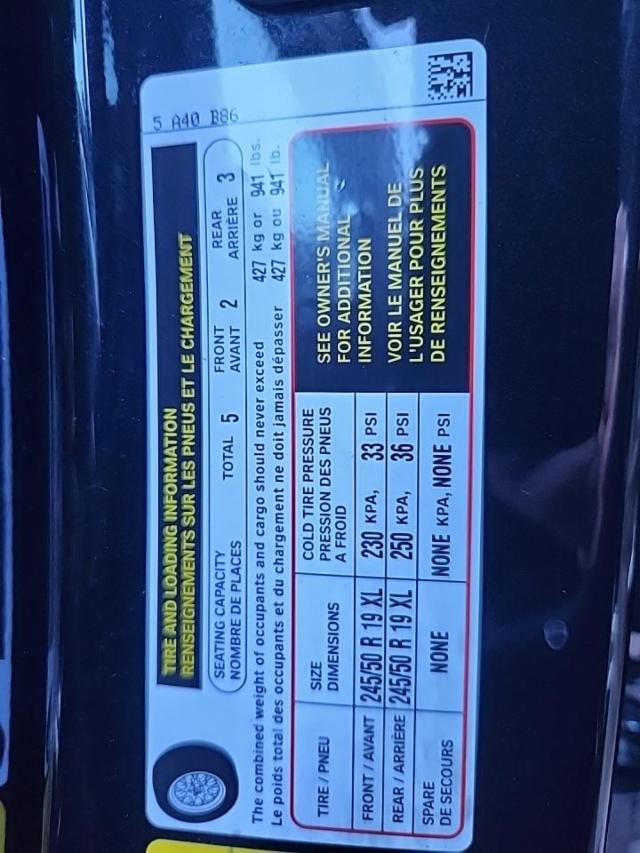 5 A40 B86
TIRE AND LOADING INFORMATION
RENSEIGNEMENTS SUR LES PNEUS ET LE CHARGEMENT
SEATING CAPACITY
NOMBRE DE PLACES
TOTAL 5
FRONT
AVANT 2
REAR
ARRIÈRE 3
The combined weight of occupants and cargo should never exceed 427 kg or 941 lbs.
Le poids total des occupants et du chargement ne doit jamais dépasser 427 kg ou 941 lb.
TIRE / PNEU
SIZE
DIMENSIONS
COLD TIRE PRESSURE
PRESSION DES PNEUS
A FROID
FRONT / AVANT 245/50 R 19 XL 230 KPA, 33 PSI
REAR / ARRIÈRE 245/50 R 19 XL 250 KPA, 36 PSI
SPARE
DE SECOURS
NONE NONE KPA, NONE PSI
SEE OWNER'S MANUAL
FOR ADDITIONAL
INFORMATION
VOIR LE MANUEL DE
L'USAGER POUR PLUS
DE RENSEIGNEMENTS